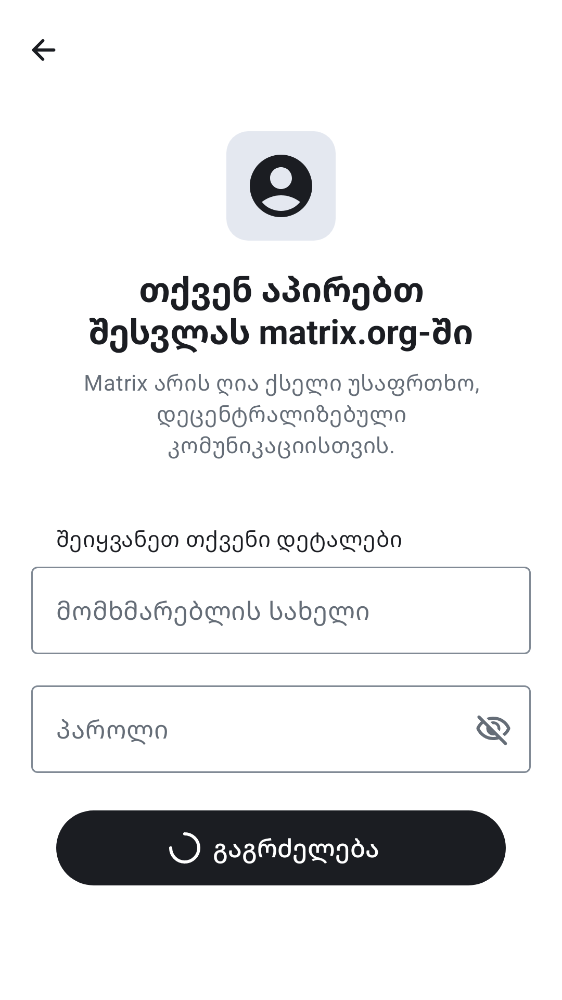 თქვენ აპირებთ
შესვლას matrix.org-ში
Matrix არის ღია ქსელი უსაფრთხო,
დეცენტრალიზებული
კომუნიკაციისთვის.
შეიყვანეთ თქვენი დეტალები
მომხმარებლის სახელი
პაროლი
გაგრძელება